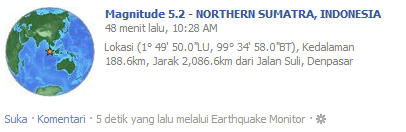 Magnitude 5.2 - NORTHERN SUMATRA, INDONESIA
48 menit lalu, 10:28 AM
Lokasi (1° 49' 50.0"LU, 99° 34' 58.0"BT), Kedalaman
188.6km, Jarak 2,086.6km dari Jalan Suli, Denpasar
Suka · Komentari · 5 detik yang lalu melalui Earthquake Monitor ·